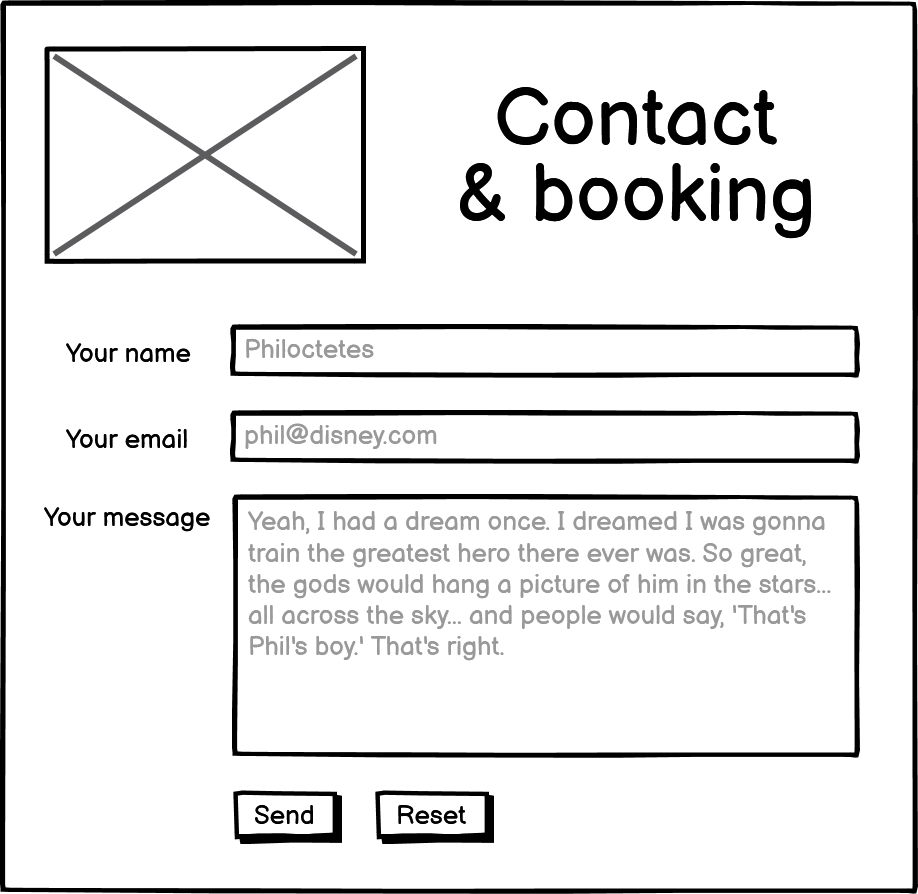 Contact
& booking
Your name
Philoctetes
Your email
phil@disney.com
Your message
Yeah, I had a dream once. I dreamed I was gonna
train the greatest hero there ever was. So great,
the gods would hang a picture of him in the stars...
all across the sky... and people would say, 'That's
Phil's boy.' That's right.
Send
Reset